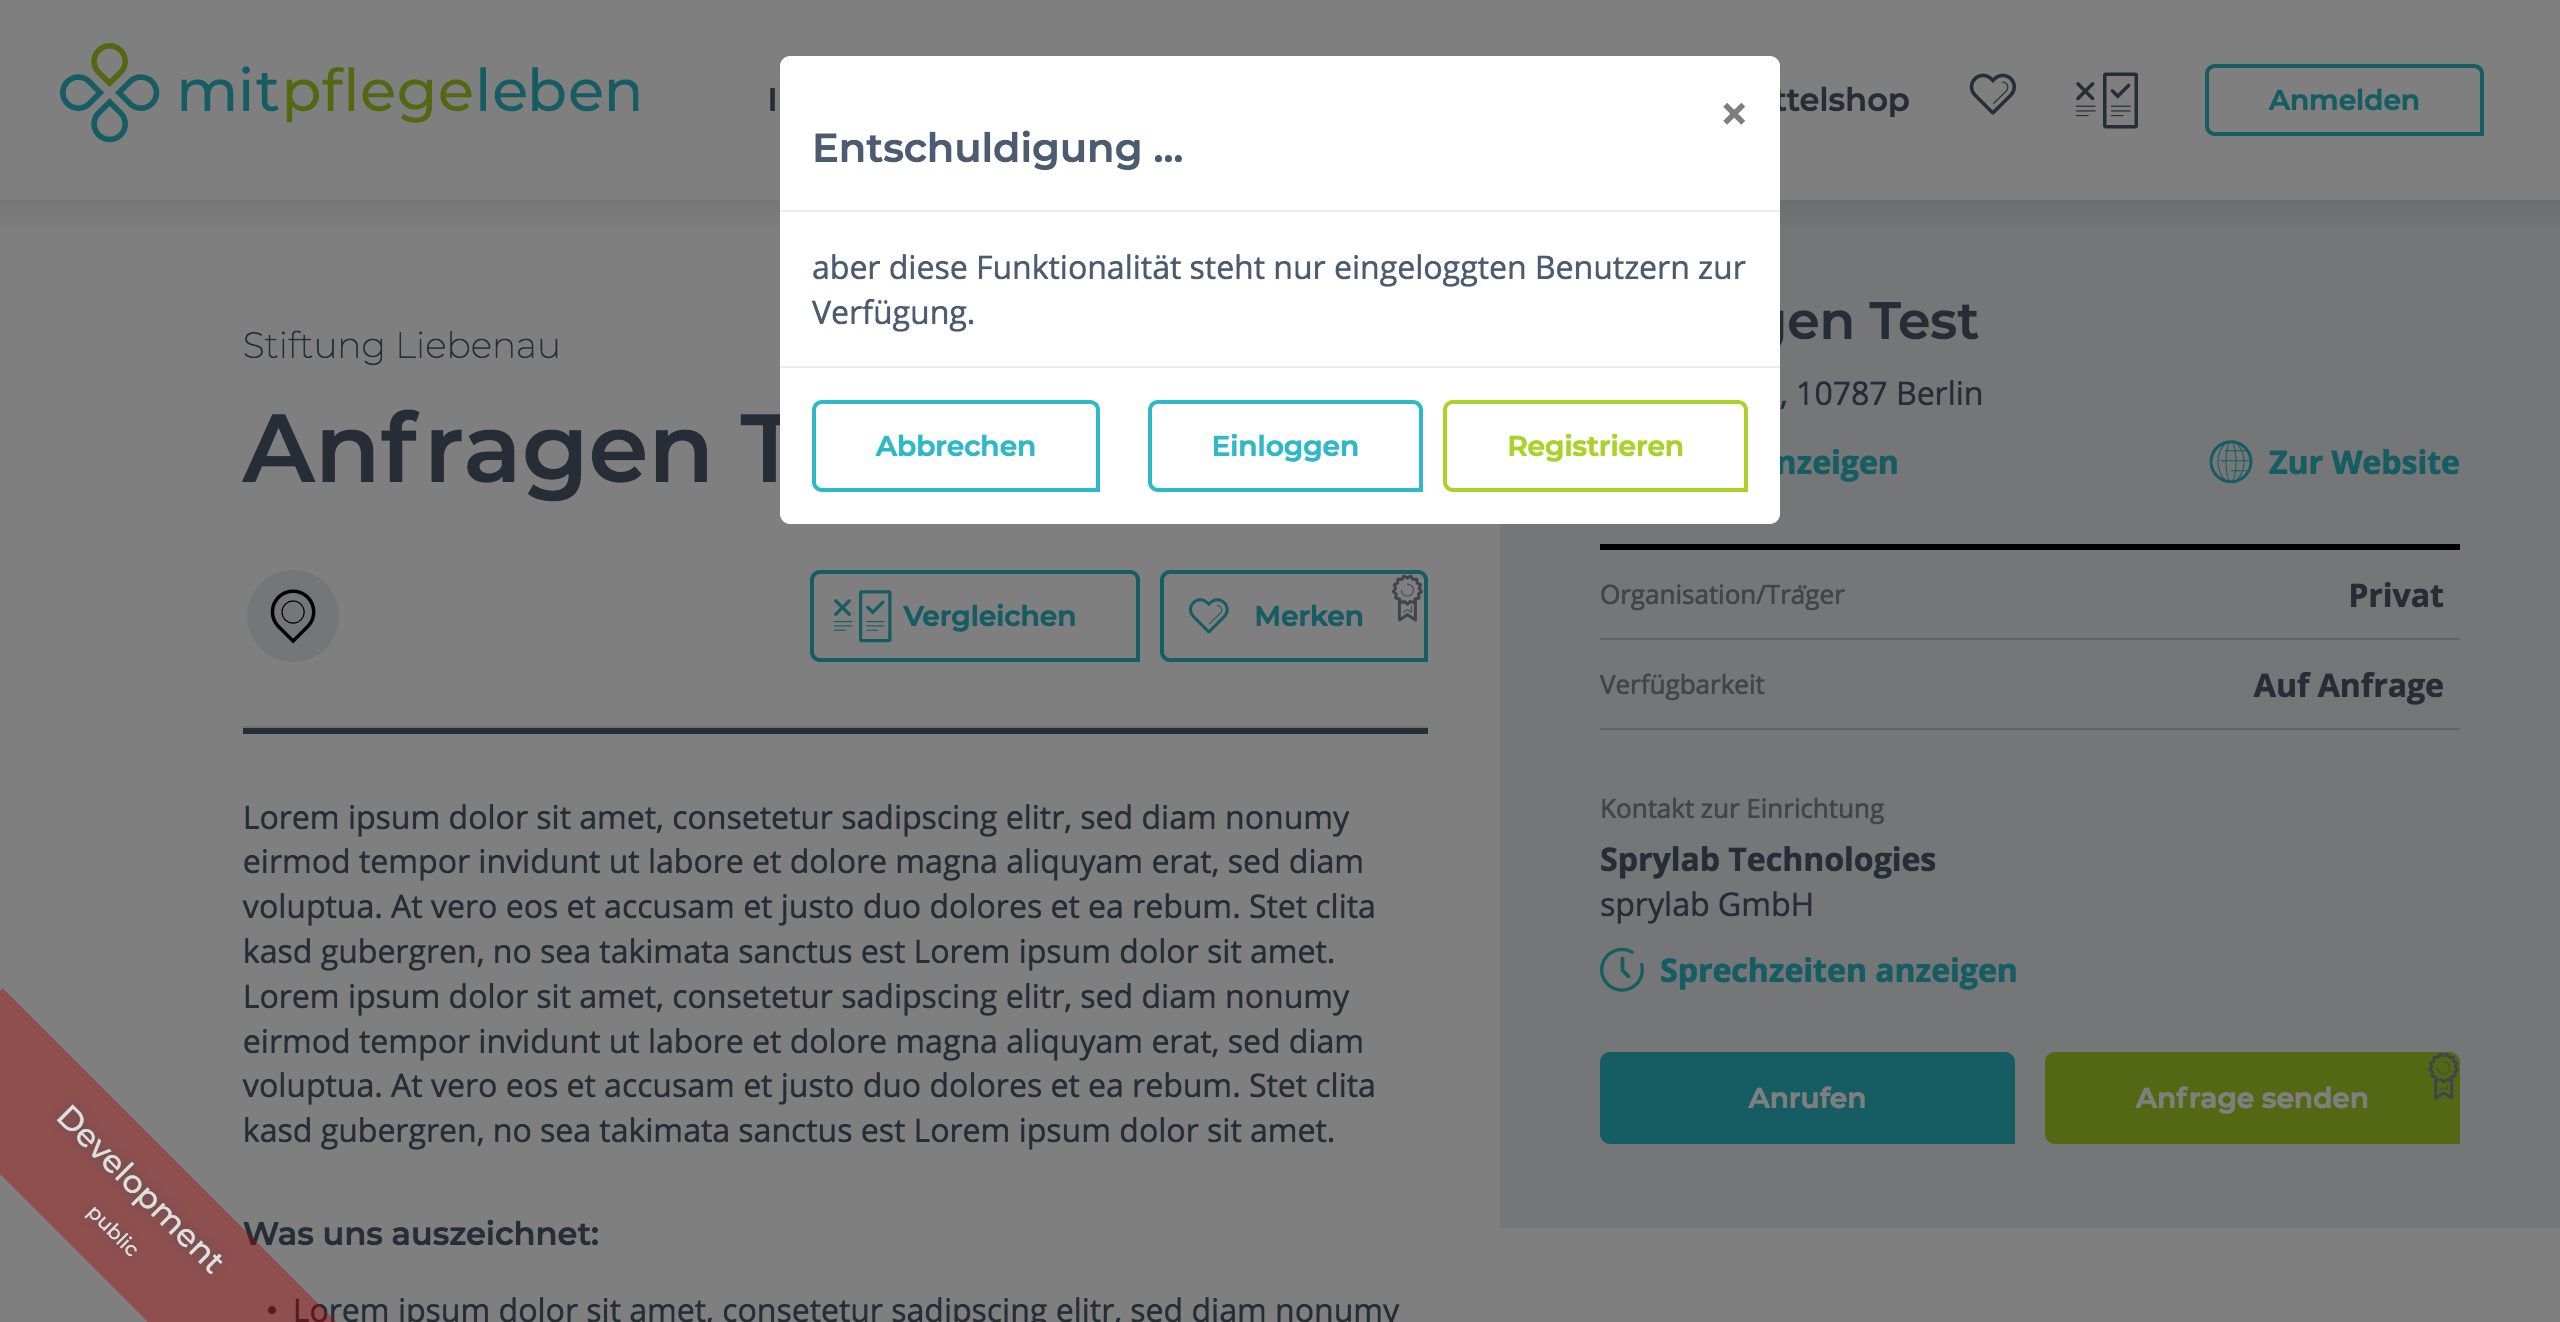 mitpflegeleben
Anmelden
Entschuldigung ...
×
aber diese Funktionalität steht nur eingeloggten Benutzern zur
Verfügung.
Abbrechen
Einloggen
Registrieren
Stiftung Liebenau
Anfragen
Vergleichen
Merken
Lorem ipsum dolor sit amet, consetetur sadipscing elitr, sed diam nonumy
eirmod tempor invidunt ut labore et dolore magna aliquyam erat, sed diam
voluptua. At vero eos et accusam et justo duo dolores et ea rebum. Stet clita
kasd gubergren, no sea takimata sanctus est Lorem ipsum dolor sit amet.
Lorem ipsum dolor sit amet, consetetur sadipscing elitr, sed diam nonumy
eirmod tempor invidunt ut labore et dolore magna aliquyam erat, sed diam
voluptua. At vero eos et accusam et justo duo dolores et ea rebum. Stet clita
kasd gubergren, no sea takimata sanctus est Lorem ipsum dolor sit amet.
Was uns auszeichnet:
• Lorem ipsum dolor sit amet, consetetur sadipscing elitr, sed diam nonumy
Test
, 10787 Berlin
Zur Website
Organisation/Träger
Privat
Verfügbarkeit
Auf Anfrage
Kontakt zur Einrichtung
Sprylab Technologies
sprylab GmbH
Sprechzeiten anzeigen
Anrufen
Anfrage senden
Development
public